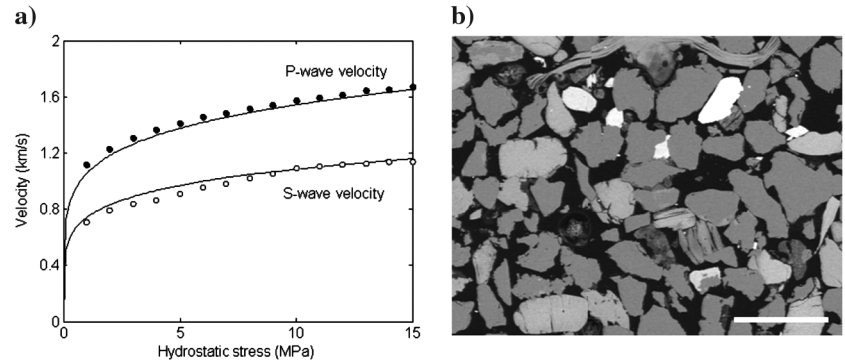 a)
b)
2
1.6
1.2
0.8
0.4
0
Velocity (km/s)
P-wave velocity
S-wave velocity
0
5
10
15
Hydrostatic stress (MPa)